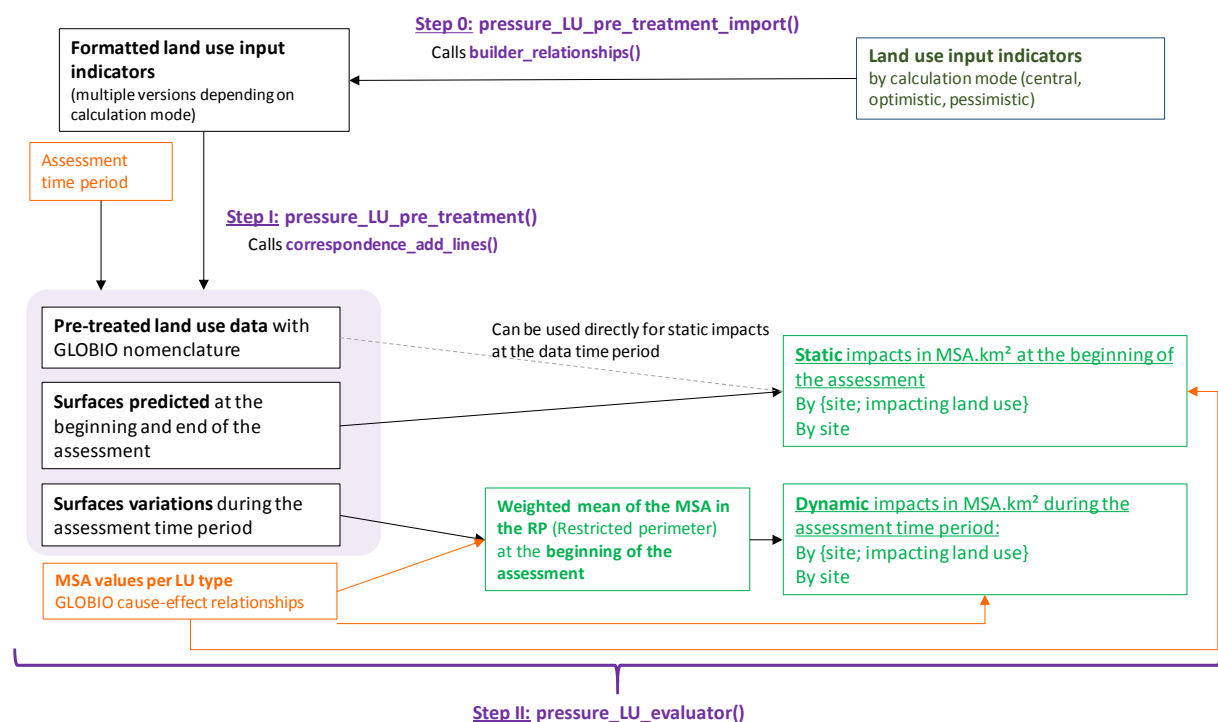 Step 0: pressure_LU_pre_treatment_import()
Calls builder_relationships()
Formatted land use input
indicators
(multiple versions depending on
calculation mode)
Land use input indicators
by calculation mode (central,
optimistic, pessimistic)
Assessment
time period
Step I: pressure_LU_pre_treatment()
Calls correspondence_add_lines()
Pre-treated land use data with
GLOBIO nomenclature
Can be used directly for static impacts
at the data time period
Surfaces predicted at the
beginning and end of the
assessment
Static impacts in MSA.km² at the beginning of
the assessment
By {site; impacting land use}
By site
Surfaces variations during the
assessment time period
Weighted mean of the MSA in
the RP (Restricted perimeter)
at the beginning of the
assessment
Dynamic impacts in MSA.km² during the
assessment time period:
By {site; impacting land use}
By site
MSA values per LU type
GLOBIO cause-effect relationships
Step II: pressure_LU_evaluator()